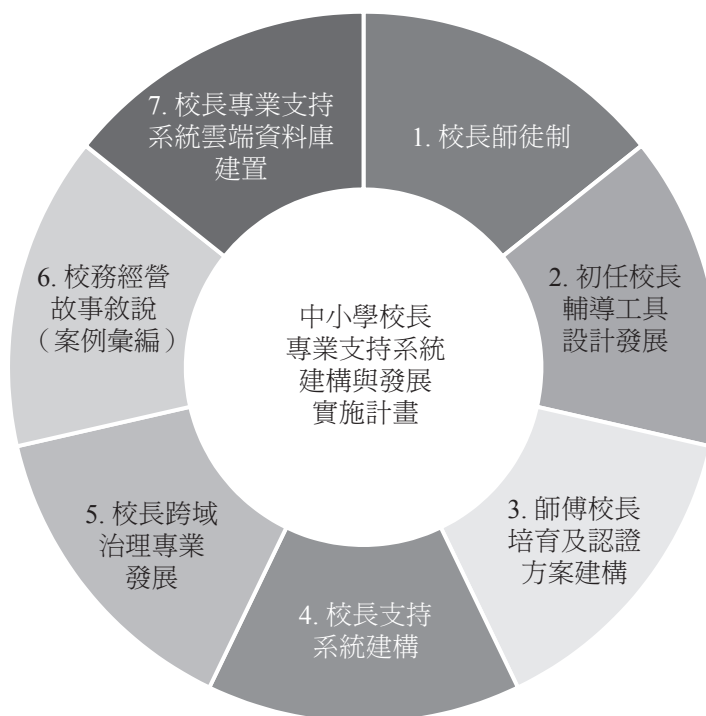 7. 校長專業支持
系統雲端資料庫
建置
1. 校長師徒制
2. 初任校長
輔導工具
設計發展
3. 師傅校長
培育及認證
方案建構
4. 校長支持
系統建構
5. 校長跨域
治理專業
發展
6. 校務經營
故事敘說
（案例彙編）
中小學校長
專業支持系統
建構與發展
實施計畫